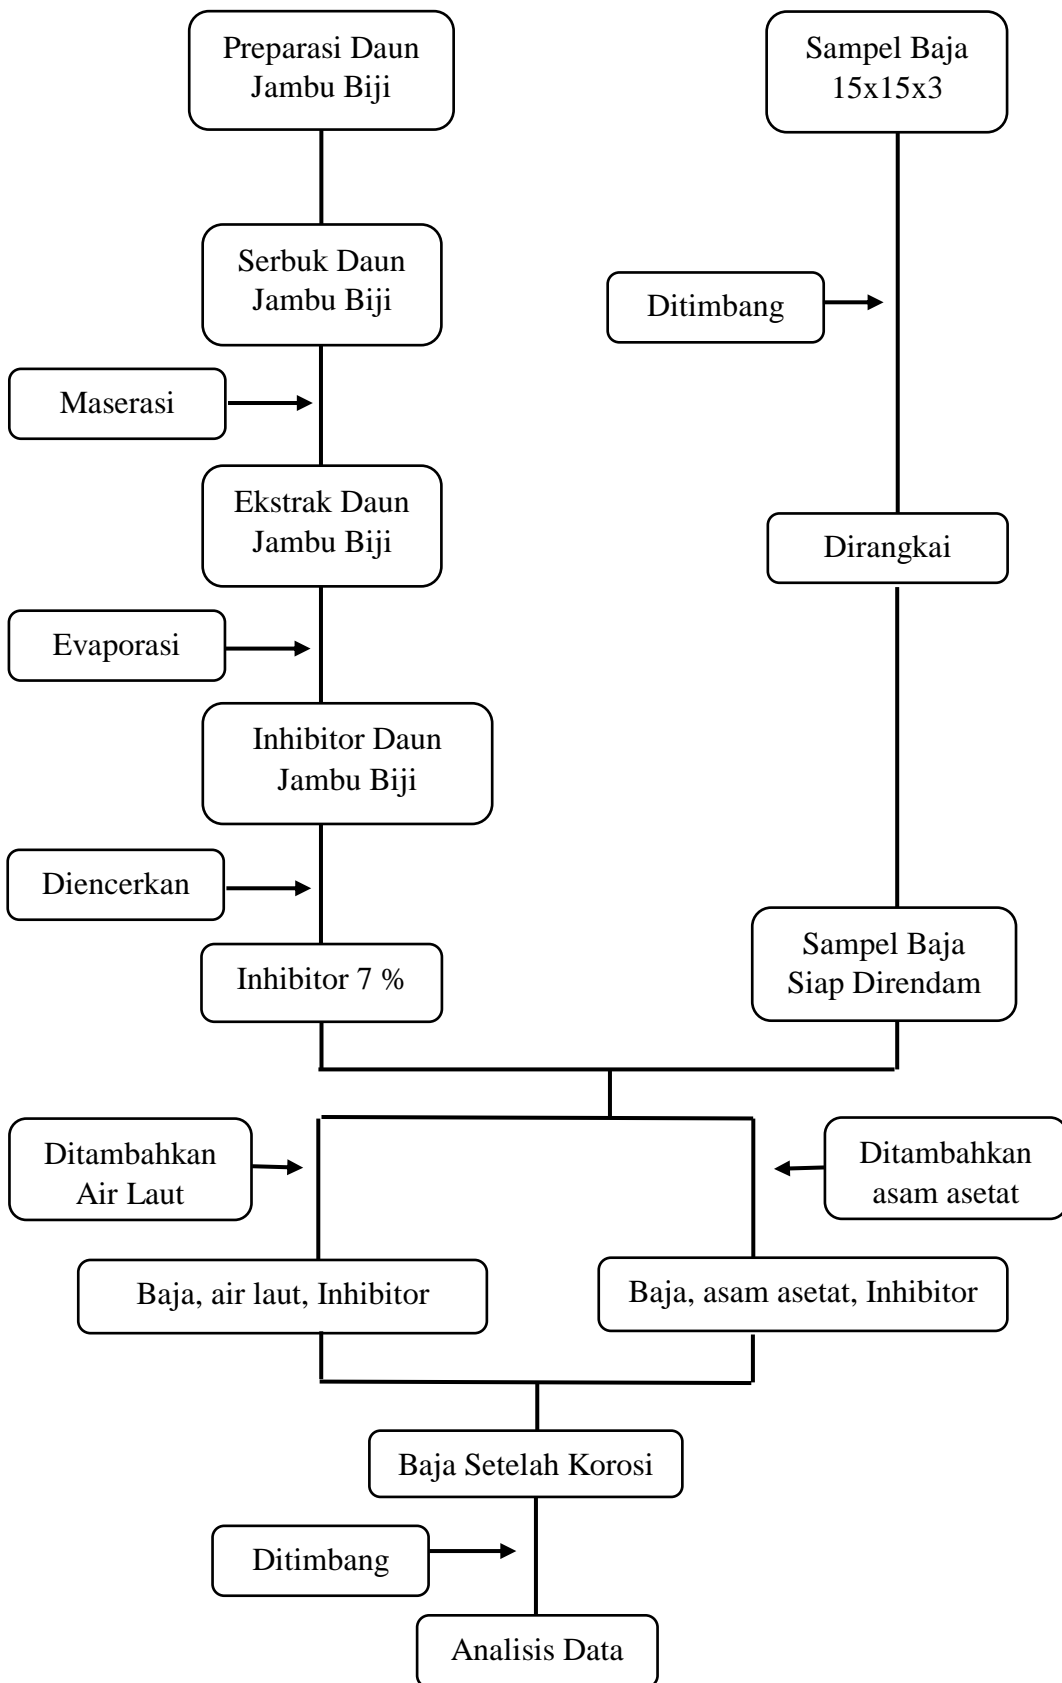 Preparasi Daun
Jambu Biji
Sampel Baja
15x15x3
Serbuk Daun
Jambu Biji
Ditimbang
Maserasi
Ekstrak Daun
Jambu Biji
Dirangkai
Evaporasi
Inhibitor Daun
Jambu Biji
Diencerkan
Inhibitor 7 %
Sampel Baja
Siap Direndam
Ditambahkan
Air Laut
Ditambahkan
asam asetat
Baja, air laut, Inhibitor
Baja, asam asetat, Inhibitor
Baja Setelah Korosi
Ditimbang
Analisis Data